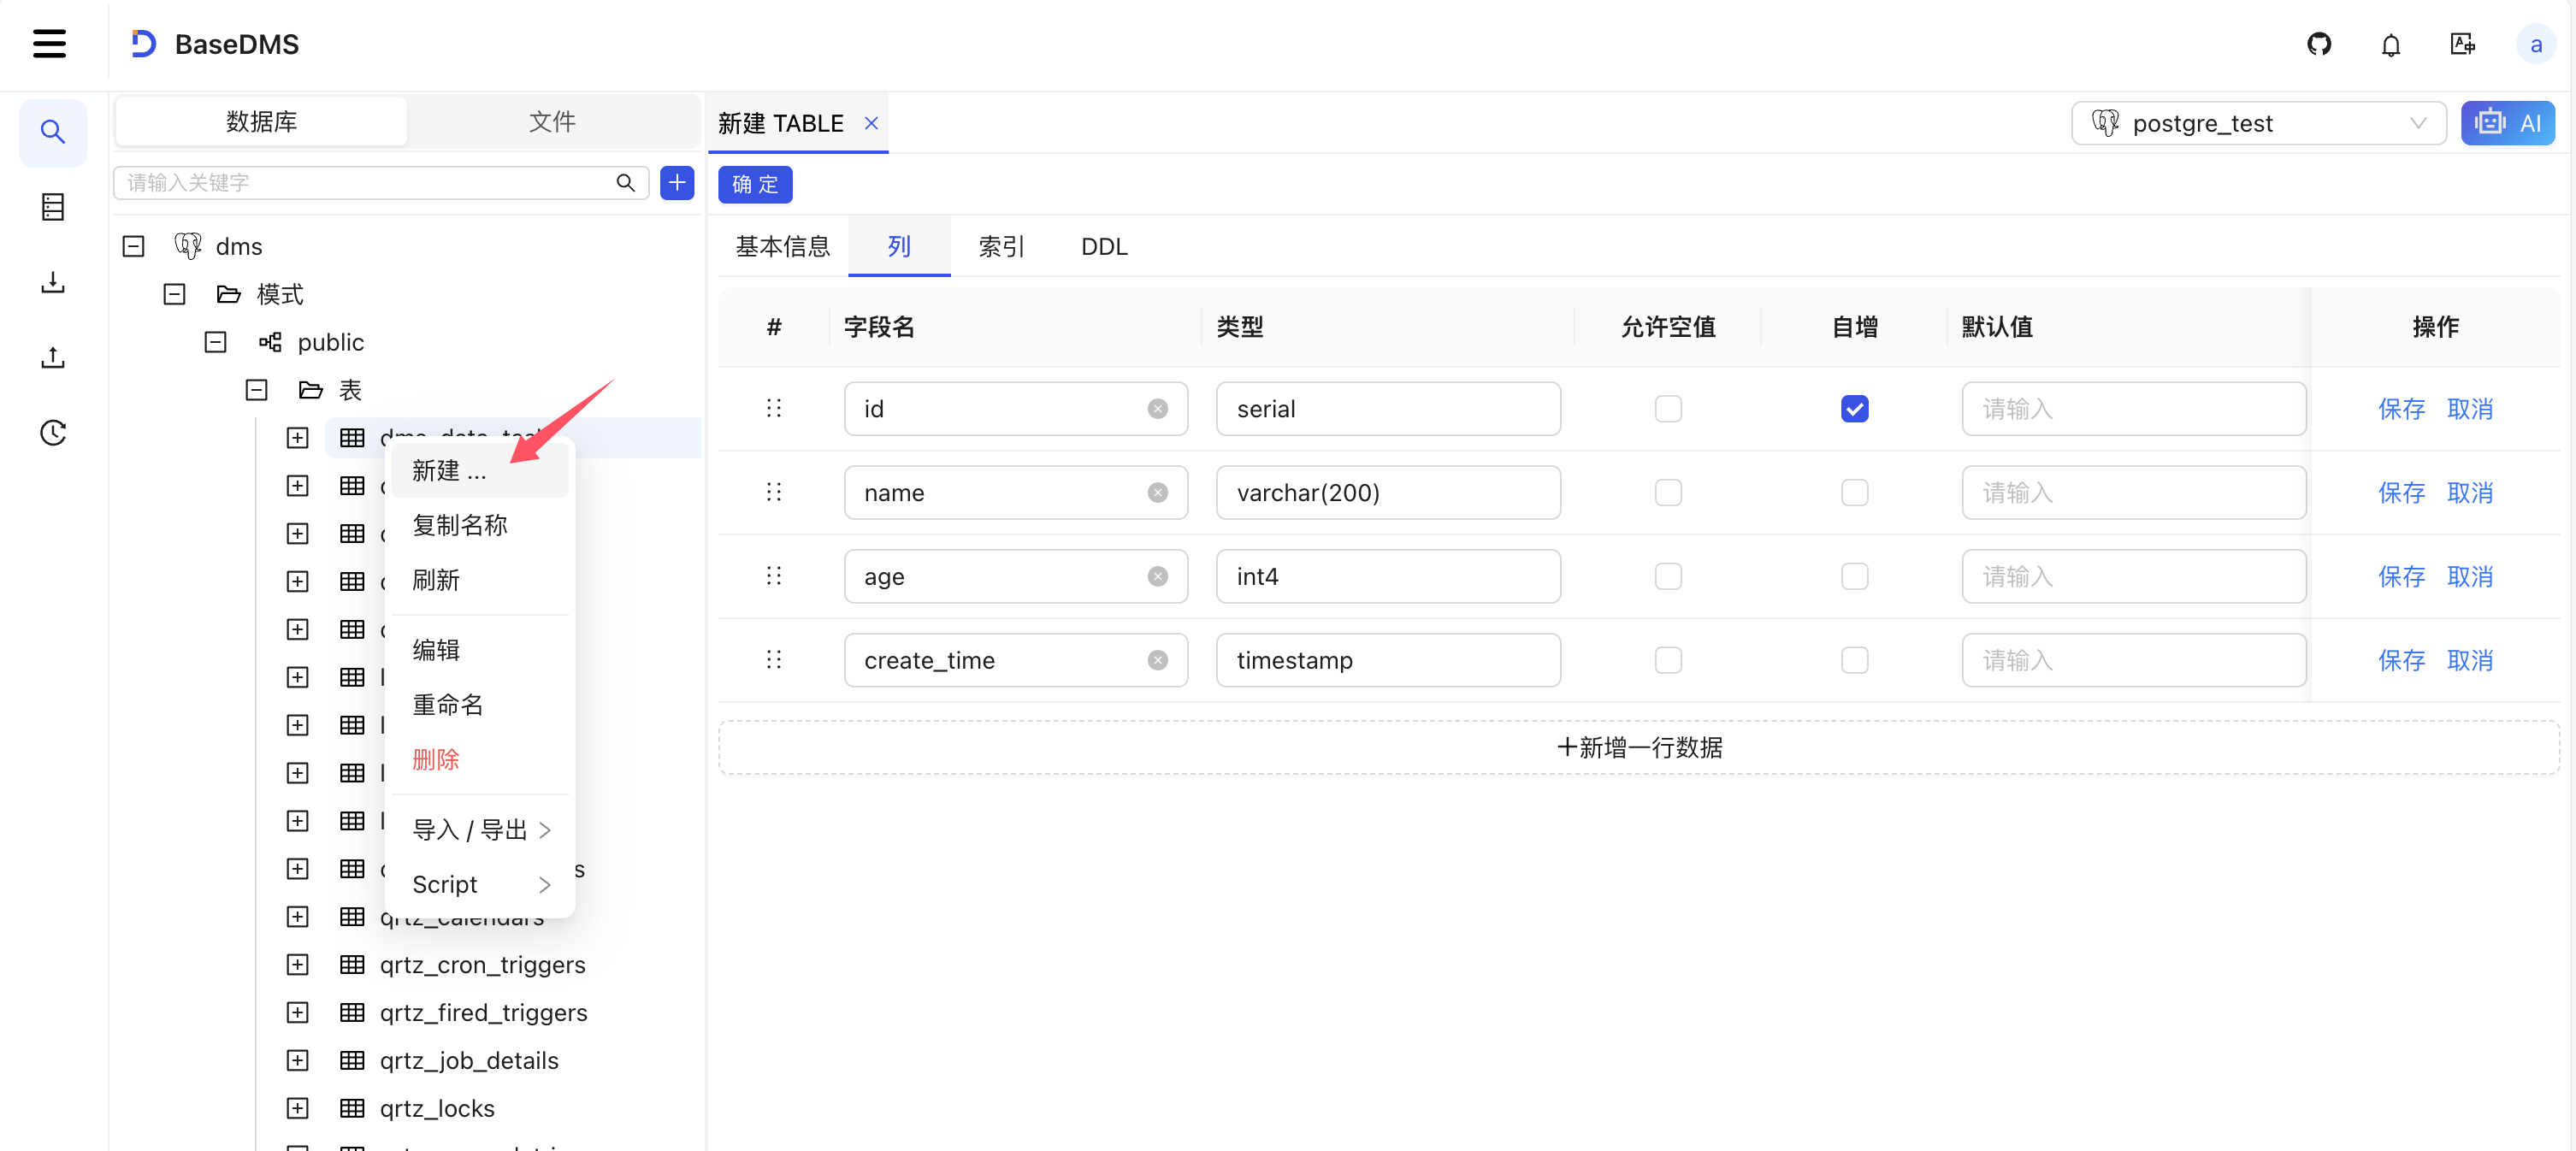 BaseDMS
a
数据库 文件
请输入关键字
dms
模式
public
表
新建 ...
复制名称
刷新
编辑
重命名
删除
导入 / 导出
Script
qrtz_calendars
qrtz_cron_triggers
qrtz_fired_triggers
qrtz_job_details
qrtz_locks
新建 TABLE
postgre_test
AI
确 定
基本信息 列 索引 DDL
# 字段名 类型 允许空值 自增 默认值 操作
id serial 请输入 保存 取消
name varchar(200) 请输入 保存 取消
age int4 请输入 保存 取消
create_time timestamp 请输入 保存 取消
+新增一行数据